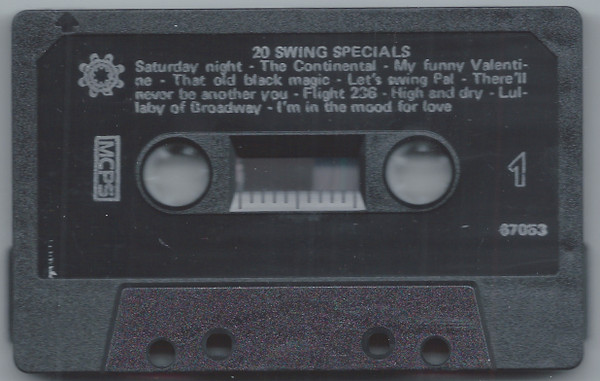 20 SWING SPECIALS
Saturday night - The Continental - My funny Valenti-
ne - That old black magic - Let's swing Pal - There'll
never be another you - Flight 236 - High and dry - Lul-
laby of Broadway - I'm in the mood for love
MCPS
1
67053